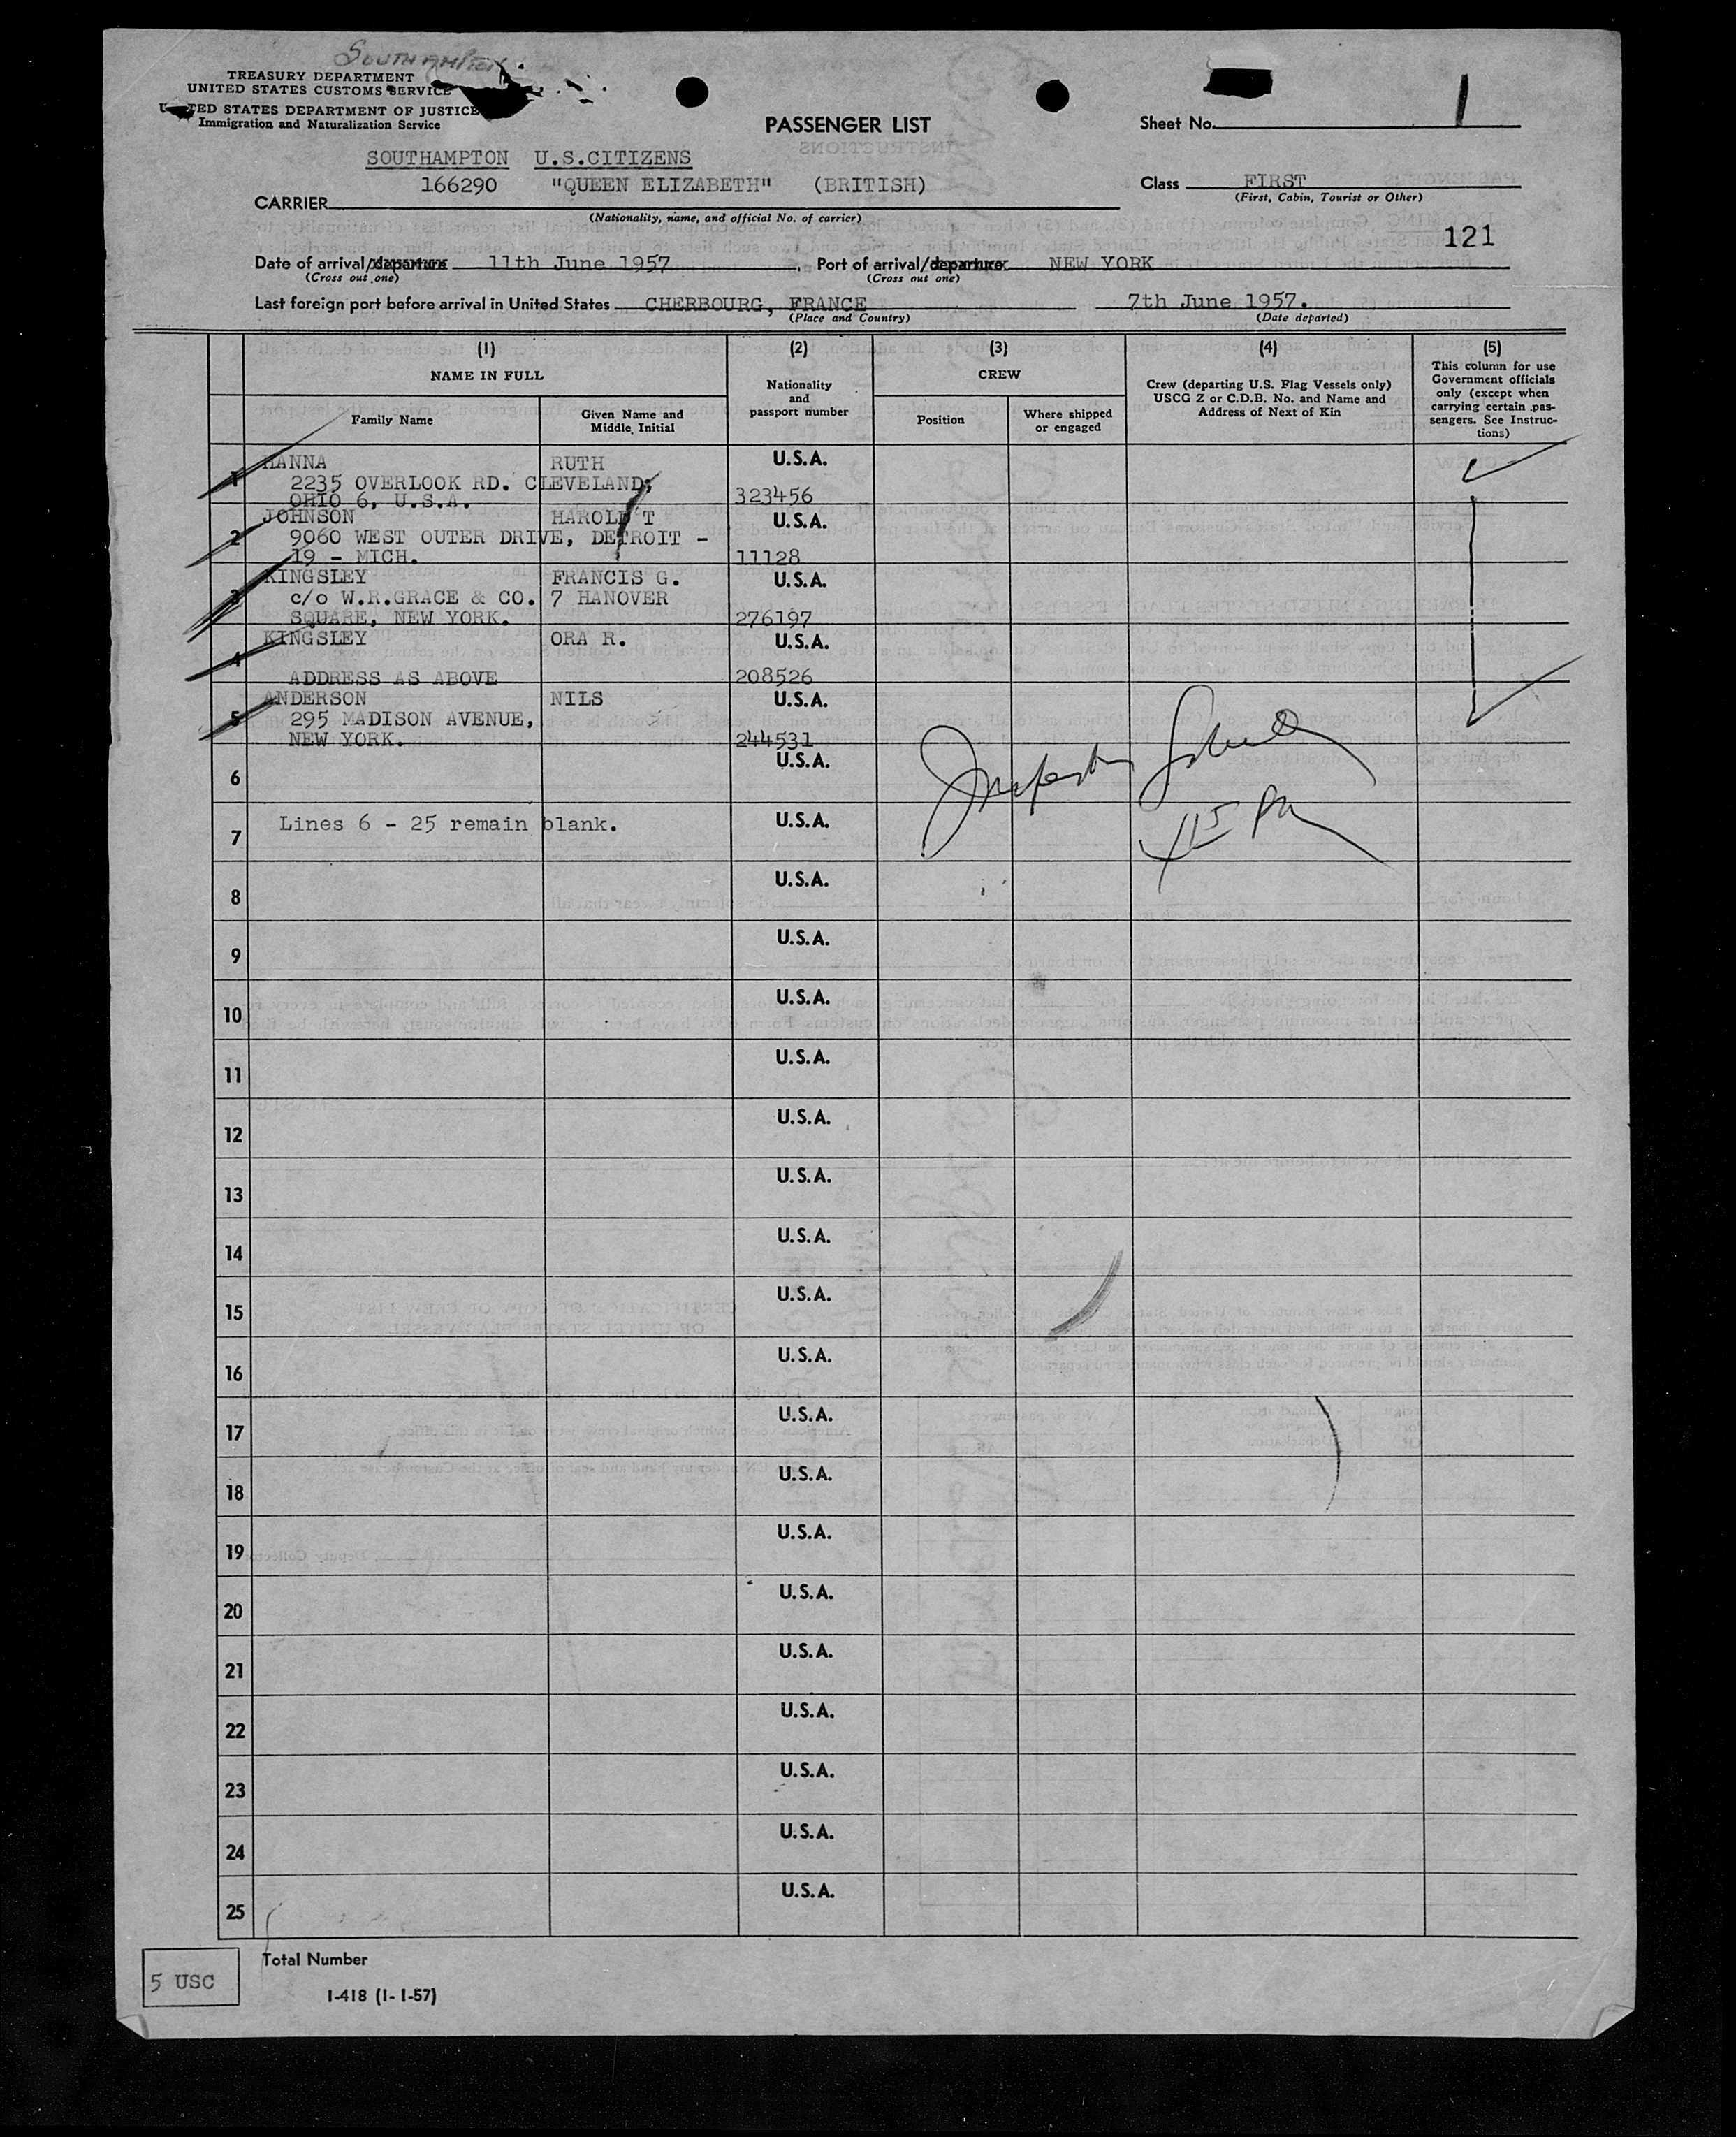 SOUTHAMPTON
TREASURY DEPARTMENT
UNITED STATES CUSTOMS SERVICE
UNITED STATES DEPARTMENT OF JUSTICE
Immigration and Naturalization Service
PASSENGER LIST
Sheet No. 1
SOUTHAMPTON U.S.CITIZENS
166290 "QUEEN ELIZABETH" (BRITISH)
CARRIER
(Nationality, name, and official No. of carrier)
Class FIRST
(First, Cabin, Tourist or Other)
121
Date of arrival/departure 11th June 1957 Port of arrival/departure NEW YORK
(Cross out one) (Cross out one)
Last foreign port before arrival in United States CHERBOURG, FRANCE 7th June 1957.
(Place and Country) (Date departed)
(1) (2) (3) (4) (5)
NAME IN FULL
Family Name
Given Name and
Middle Initial
Nationality
and
passport number
CREW
Position
Where shipped
or engaged
Crew (departing U.S. Flag Vessels only)
USCG Z or C.D.B. No. and Name and
Address of Next of Kin
This column for use
Government officials
only (except when
carrying certain pas-
sengers. See Instruc-
tions)
1 HANNA RUTH U.S.A.
2235 OVERLOOK RD. CLEVELAND,
OHIO 6, U.S.A. 323456
2 JOHNSON HAROLD T U.S.A.
9060 WEST OUTER DRIVE, DETROIT -
19 - MICH. 11128
3 KINGSLEY FRANCIS G. U.S.A.
c/o W.R.GRACE & CO. 7 HANOVER
SQUARE, NEW YORK. 276197
4 KINGSLEY ORA R. U.S.A.
ADDRESS AS ABOVE 208526
5 ANDERSON NILS U.S.A.
295 MADISON AVENUE,
NEW YORK. 244531
6 U.S.A.
7 Lines 6 - 25 remain blank. U.S.A.
8 U.S.A.
9 U.S.A.
10 U.S.A.
11 U.S.A.
12 U.S.A.
13 U.S.A.
14 U.S.A.
15 U.S.A.
16 U.S.A.
17 U.S.A.
18 U.S.A.
19 U.S.A.
20 U.S.A.
21 U.S.A.
22 U.S.A.
23 U.S.A.
24 U.S.A.
25 U.S.A.
Total Number
5 USC
I-418 (1-1-57)